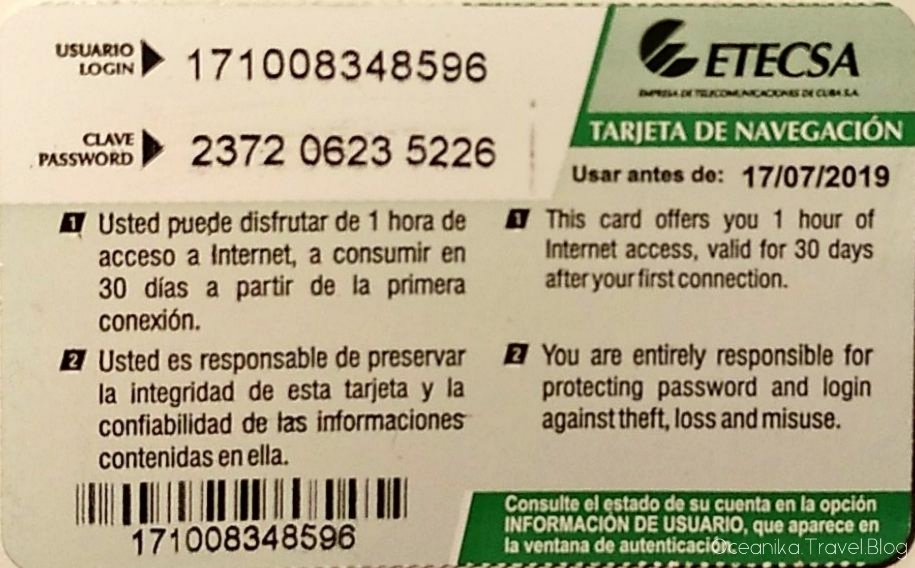 USUARIO
LOGIN
171008348596
CLAVE
PASSWORD
2372 0623 5226
ETECSA
EMPRESA DE TELECOMUNICACIONES DE CUBA S.A.
TARJETA DE NAVEGACIÓN
Usar antes de: 17/07/2019
1 Usted puede disfrutar de 1 hora de
acceso a Internet, a consumir en
30 días a partir de la primera
conexión.
2 Usted es responsable de preservar
la integridad de esta tarjeta y la
confiabilidad de las informaciones
contenidas en ella.
1 This card offers you 1 hour of
Internet access, valid for 30 days
after your first connection.
2 You are entirely responsible for
protecting password and login
against theft, loss and misuse.
171008348596
Consulte el estado de su cuenta en la opción
INFORMACIÓN DE USUARIO, que aparece en
la ventana de autenticación.
Oceanika.Travel.Blog